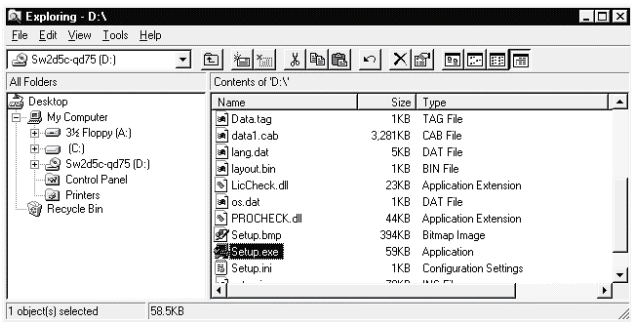 Exploring - D:\
File Edit View Tools Help
Sw2d5c-qd75 (D:)
All Folders
Contents of 'D:\'
Desktop
My Computer
3½ Floppy (A:)
(C:)
Sw2d5c-qd75 (D:)
Control Panel
Printers
Recycle Bin
Name Size Type
Data.tag 1KB TAG File
data1.cab 3,281KB CAB File
lang.dat 5KB DAT File
layout.bin 1KB BIN File
LicCheck.dll 23KB Application Extension
os.dat 1KB DAT File
PROCHECK.dll 44KB Application Extension
Setup.bmp 394KB Bitmap Image
Setup.exe 59KB Application
Setup.ini 1KB Configuration Settings
1 object(s) selected 58.5KB